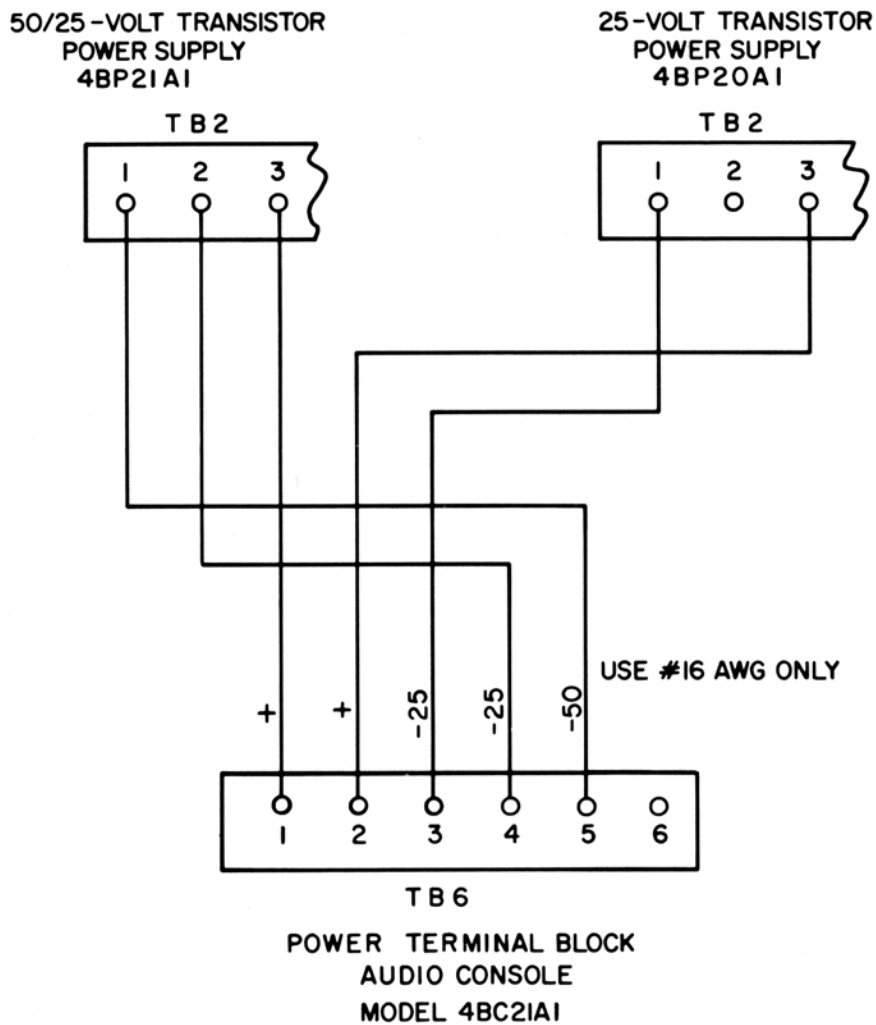 50/25-VOLT TRANSISTOR
POWER SUPPLY
4BP21A1
TB2
1 2 3
25-VOLT TRANSISTOR
POWER SUPPLY
4BP20A1
TB2
1 2 3
USE #16 AWG ONLY
+ + -25 -25 -50
1 2 3 4 5 6
TB6
POWER TERMINAL BLOCK
AUDIO CONSOLE
MODEL 4BC21A1